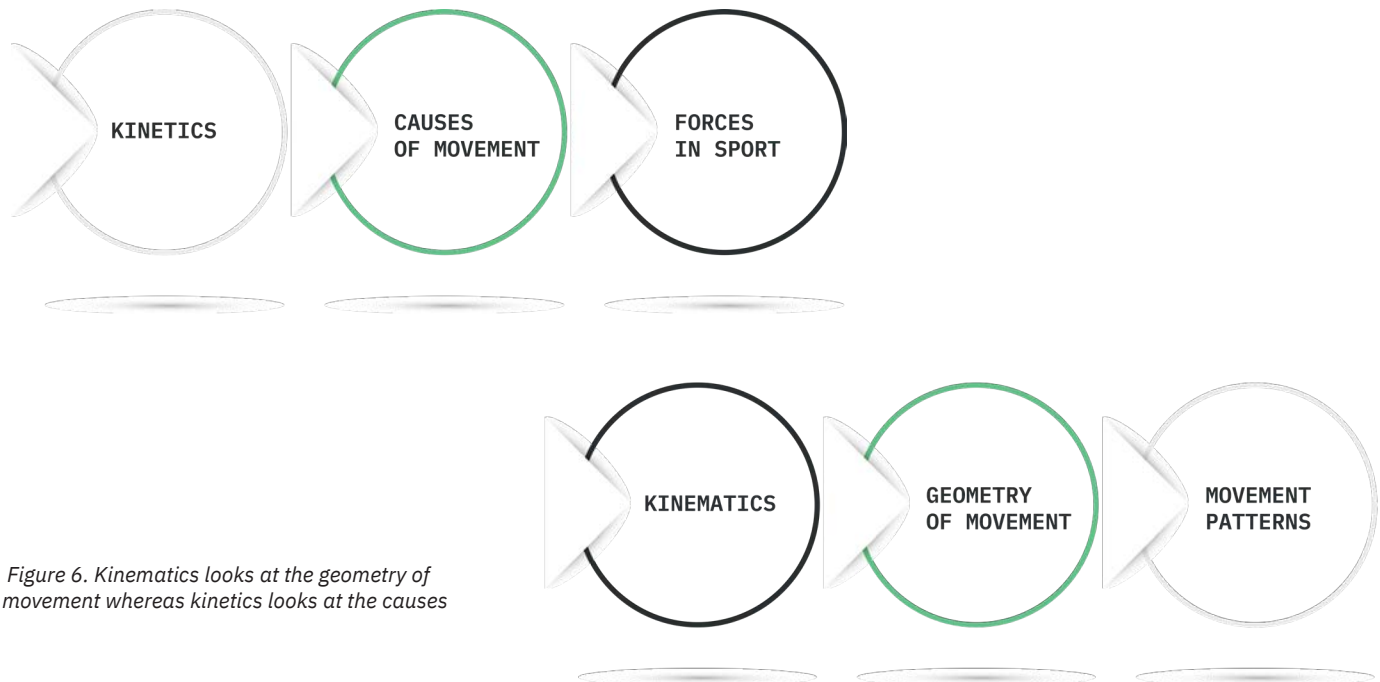 KINETICS
CAUSES
OF MOVEMENT
FORCES
IN SPORT
KINEMATICS
GEOMETRY
OF MOVEMENT
MOVEMENT
PATTERNS
Figure 6. Kinematics looks at the geometry of
movement whereas kinetics looks at the causes